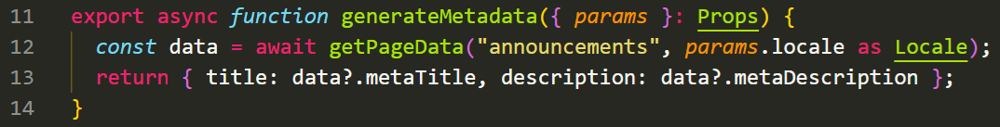 11 export async function generateMetadata({ params }: Props) {
12 const data = await getPageData("announcements", params.locale as Locale);
13 return { title: data?.metaTitle, description: data?.metaDescription };
14 }